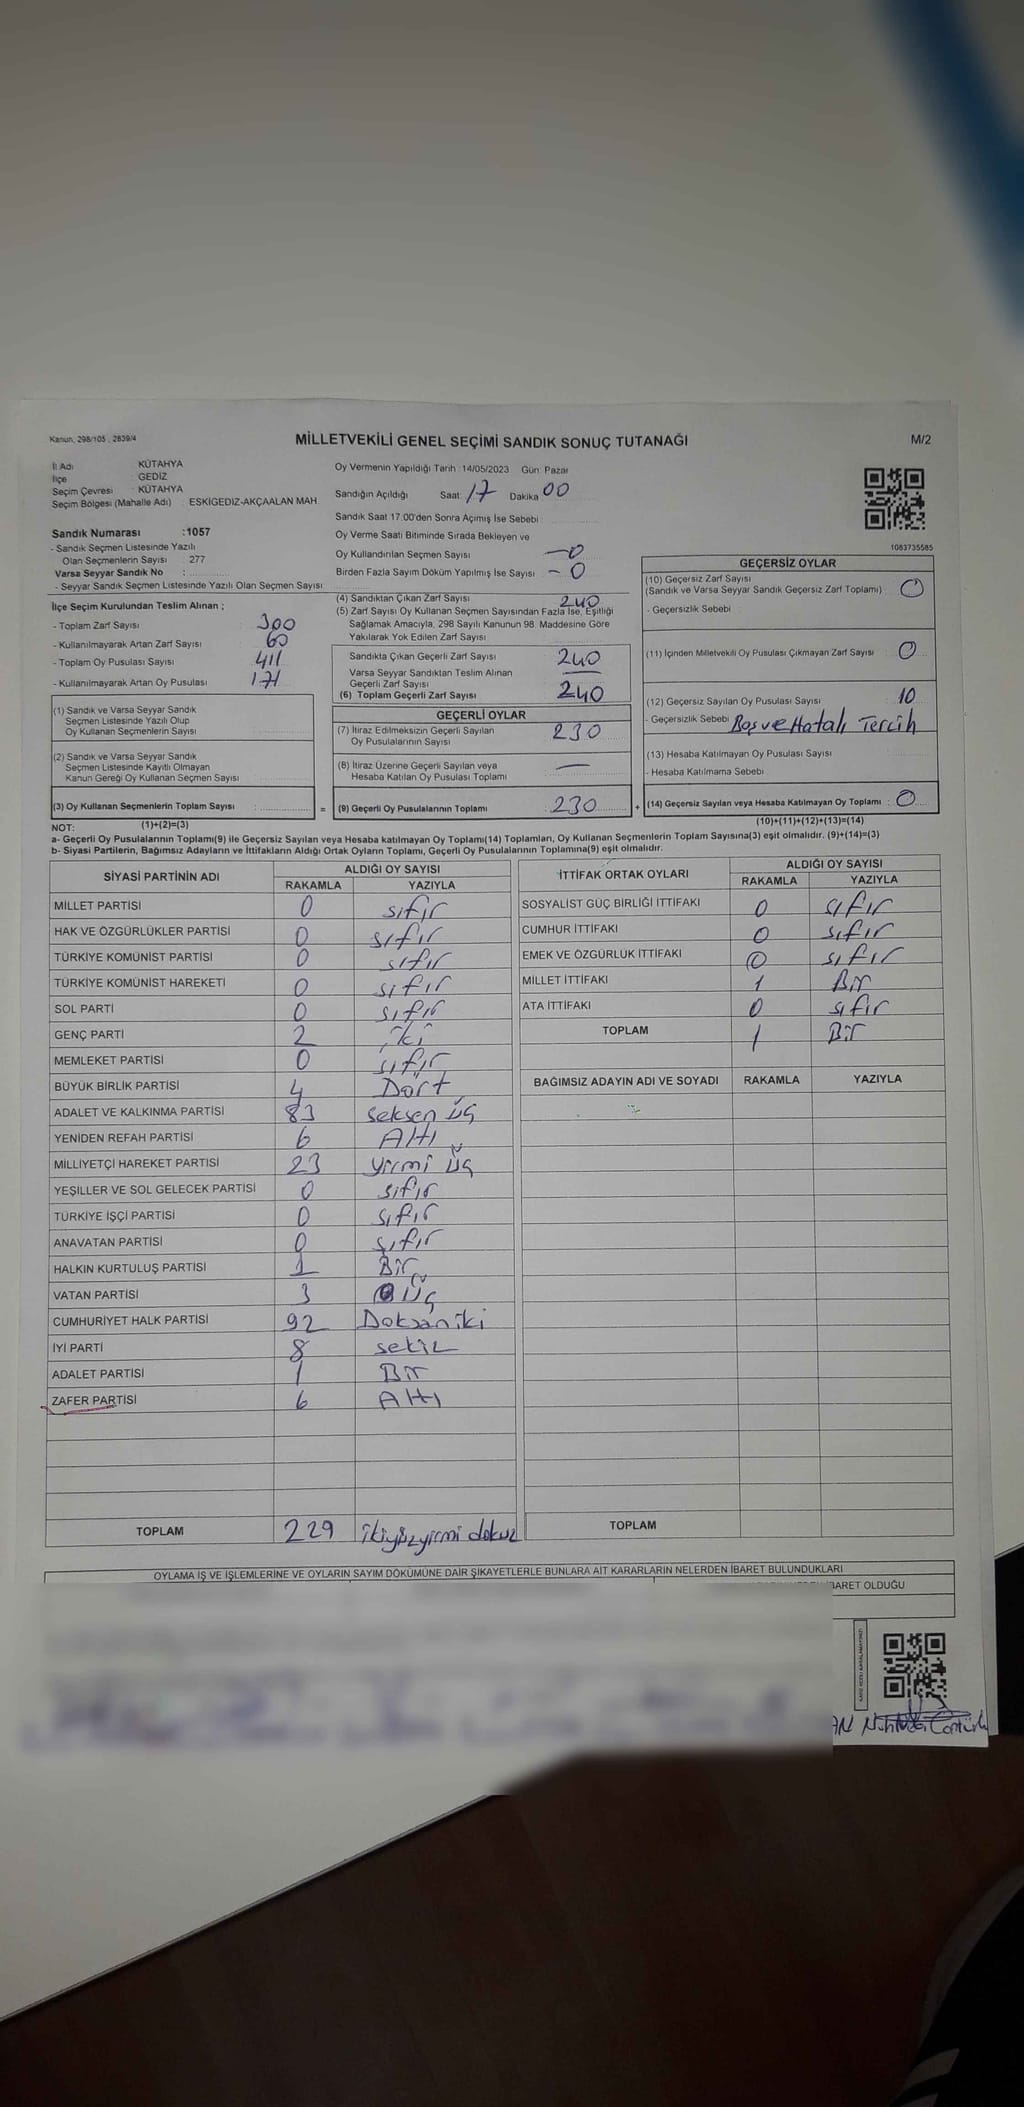 Kanun, 298/105 , 2839/4
MİLLETVEKİLİ GENEL SEÇİMİ SANDIK SONUÇ TUTANAĞI
M/2
İl Adı : KÜTAHYA
İlçe : GEDİZ
Seçim Çevresi : KÜTAHYA
Seçim Bölgesi (Mahalle Adı) : ESKİGEDİZ-AKÇAALAN MAH.
Sandık Numarası :1057
- Sandık Seçmen Listesinde Yazılı
Olan Seçmenlerin Sayısı : 277
Varsa Seyyar Sandık No :
- Seyyar Sandık Seçmen Listesinde Yazılı Olan Seçmen Sayısı:
Oy Vermenin Yapıldığı Tarih : 14/05/2023 Gün: Pazar
Sandığın Açıldığı Saat: 17 Dakika 00
Sandık Saat 17.00'den Sonra Açımış İse Sebebi
Oy Verme Saati Bitiminde Sırada Bekleyen ve
Oy Kullandırılan Seçmen Sayısı - 0
Birden Fazla Sayım Döküm Yapılmış İse Sayısı - 0
1083735585
İlçe Seçim Kurulundan Teslim Alınan ;
- Toplam Zarf Sayısı : 300
- Kullanılmayarak Artan Zarf Sayısı : 60
- Toplam Oy Pusulası Sayısı : 411
- Kullanılmayarak Artan Oy Pusulası : 171
(1) Sandık ve Varsa Seyyar Sandık
Seçmen Listesinde Yazılı Olup
Oy Kullanan Seçmenlerin Sayısı
(2) Sandık ve Varsa Seyyar Sandık
Seçmen Listesinde Kayıtlı Olmayan
Kanun Gereği Oy Kullanan Seçmen Sayısı
(3) Oy Kullanan Seçmenlerin Toplam Sayısı : =
(1)+(2)=(3)
(4) Sandıktan Çıkan Zarf Sayısı 240
(5) Zarf Sayısı Oy Kullanan Seçmen Sayısından Fazla İse, Eşitliği
Sağlamak Amacıyla, 298 Sayılı Kanunun 98. Maddesine Göre
Yakılarak Yok Edilen Zarf Sayısı
Sandıkta Çıkan Geçerli Zarf Sayısı 240
Varsa Seyyar Sandıktan Teslim Alınan
Geçerli Zarf Sayısı —
(6) Toplam Geçerli Zarf Sayısı 240
GEÇERLİ OYLAR
(7) İtiraz Edilmeksizin Geçerli Sayılan
Oy Pusulalarının Sayısı 230
(8) İtiraz Üzerine Geçerli Sayılan veya
Hesaba Katılan Oy Pusulası Toplamı —
(9) Geçerli Oy Pusulalarının Toplamı 230 +
GEÇERSİZ OYLAR
(10) Geçersiz Zarf Sayısı
(Sandık ve Varsa Seyyar Sandık Geçersiz Zarf Toplamı) 0
- Geçersizlik Sebebi :
(11) İçinden Milletvekili Oy Pusulası Çıkmayan Zarf Sayısı 0
(12) Geçersiz Sayılan Oy Pusulası Sayısı 10
- Geçersizlik Sebebi Boş ve Hatalı Tercih
(13) Hesaba Katılmayan Oy Pusulası Sayısı
- Hesaba Katılmama Sebebi
(14) Geçersiz Sayılan veya Hesaba Katılmayan Oy Toplamı : 0
(10)+(11)+(12)+(13)=(14)
NOT:
a- Geçerli Oy Pusulalarının Toplamı(9) ile Geçersiz Sayılan veya Hesaba katılmayan Oy Toplamı(14) Toplamları, Oy Kullanan Seçmenlerin Toplam Sayısına(3) eşit olmalıdır. (9)+(14)=(3)
b- Siyasi Partilerin, Bağımsız Adayların ve İttifakların Aldığı Ortak Oyların Toplamı, Geçerli Oy Pusulalarının Toplamına(9) eşit olmalıdır.
SİYASİ PARTİNİN ADI ALDIĞI OY SAYISI
RAKAMLA YAZIYLA
MİLLET PARTİSİ 0 sıfır
HAK VE ÖZGÜRLÜKLER PARTİSİ 0 sıfır
TÜRKİYE KOMÜNİST PARTİSİ 0 sıfır
TÜRKİYE KOMÜNİST HAREKETİ 0 sıfır
SOL PARTİ 0 sıfır
GENÇ PARTİ 2 iki
MEMLEKET PARTİSİ 0 sıfır
BÜYÜK BİRLİK PARTİSİ 4 Dört
ADALET VE KALKINMA PARTİSİ 83 seksen üç
YENİDEN REFAH PARTİSİ 6 Altı
MİLLİYETÇİ HAREKET PARTİSİ 23 yirmi üç
YEŞİLLER VE SOL GELECEK PARTİSİ 0 sıfır
TÜRKİYE İŞÇİ PARTİSİ 0 sıfır
ANAVATAN PARTİSİ 0 sıfır
HALKIN KURTULUŞ PARTİSİ 1 Bir
VATAN PARTİSİ 3 Üç
CUMHURİYET HALK PARTİSİ 92 Doksan iki
İYİ PARTİ 8 sekiz
ADALET PARTİSİ 1 Bir
ZAFER PARTİSİ 6 Altı
TOPLAM 229 ikiyüzyirmi dokuz
İTTİFAK ORTAK OYLARI ALDIĞI OY SAYISI
RAKAMLA YAZIYLA
SOSYALİST GÜÇ BİRLİĞİ İTTİFAKI 0 sıfır
CUMHUR İTTİFAKI 0 sıfır
EMEK VE ÖZGÜRLÜK İTTİFAKI 0 sıfır
MİLLET İTTİFAKI 1 Bir
ATA İTTİFAKI 0 sıfır
TOPLAM 1 Bir
BAĞIMSIZ ADAYIN ADI VE SOYADI RAKAMLA YAZIYLA
TOPLAM
OYLAMA İŞ VE İŞLEMLERİNE VE OYLARIN SAYIM DÖKÜMÜNE DAİR ŞİKAYETLERLE BUNLARA AİT KARARLARIN NELERDEN İBARET BULUNDUKLARI
BARET OLDUĞU